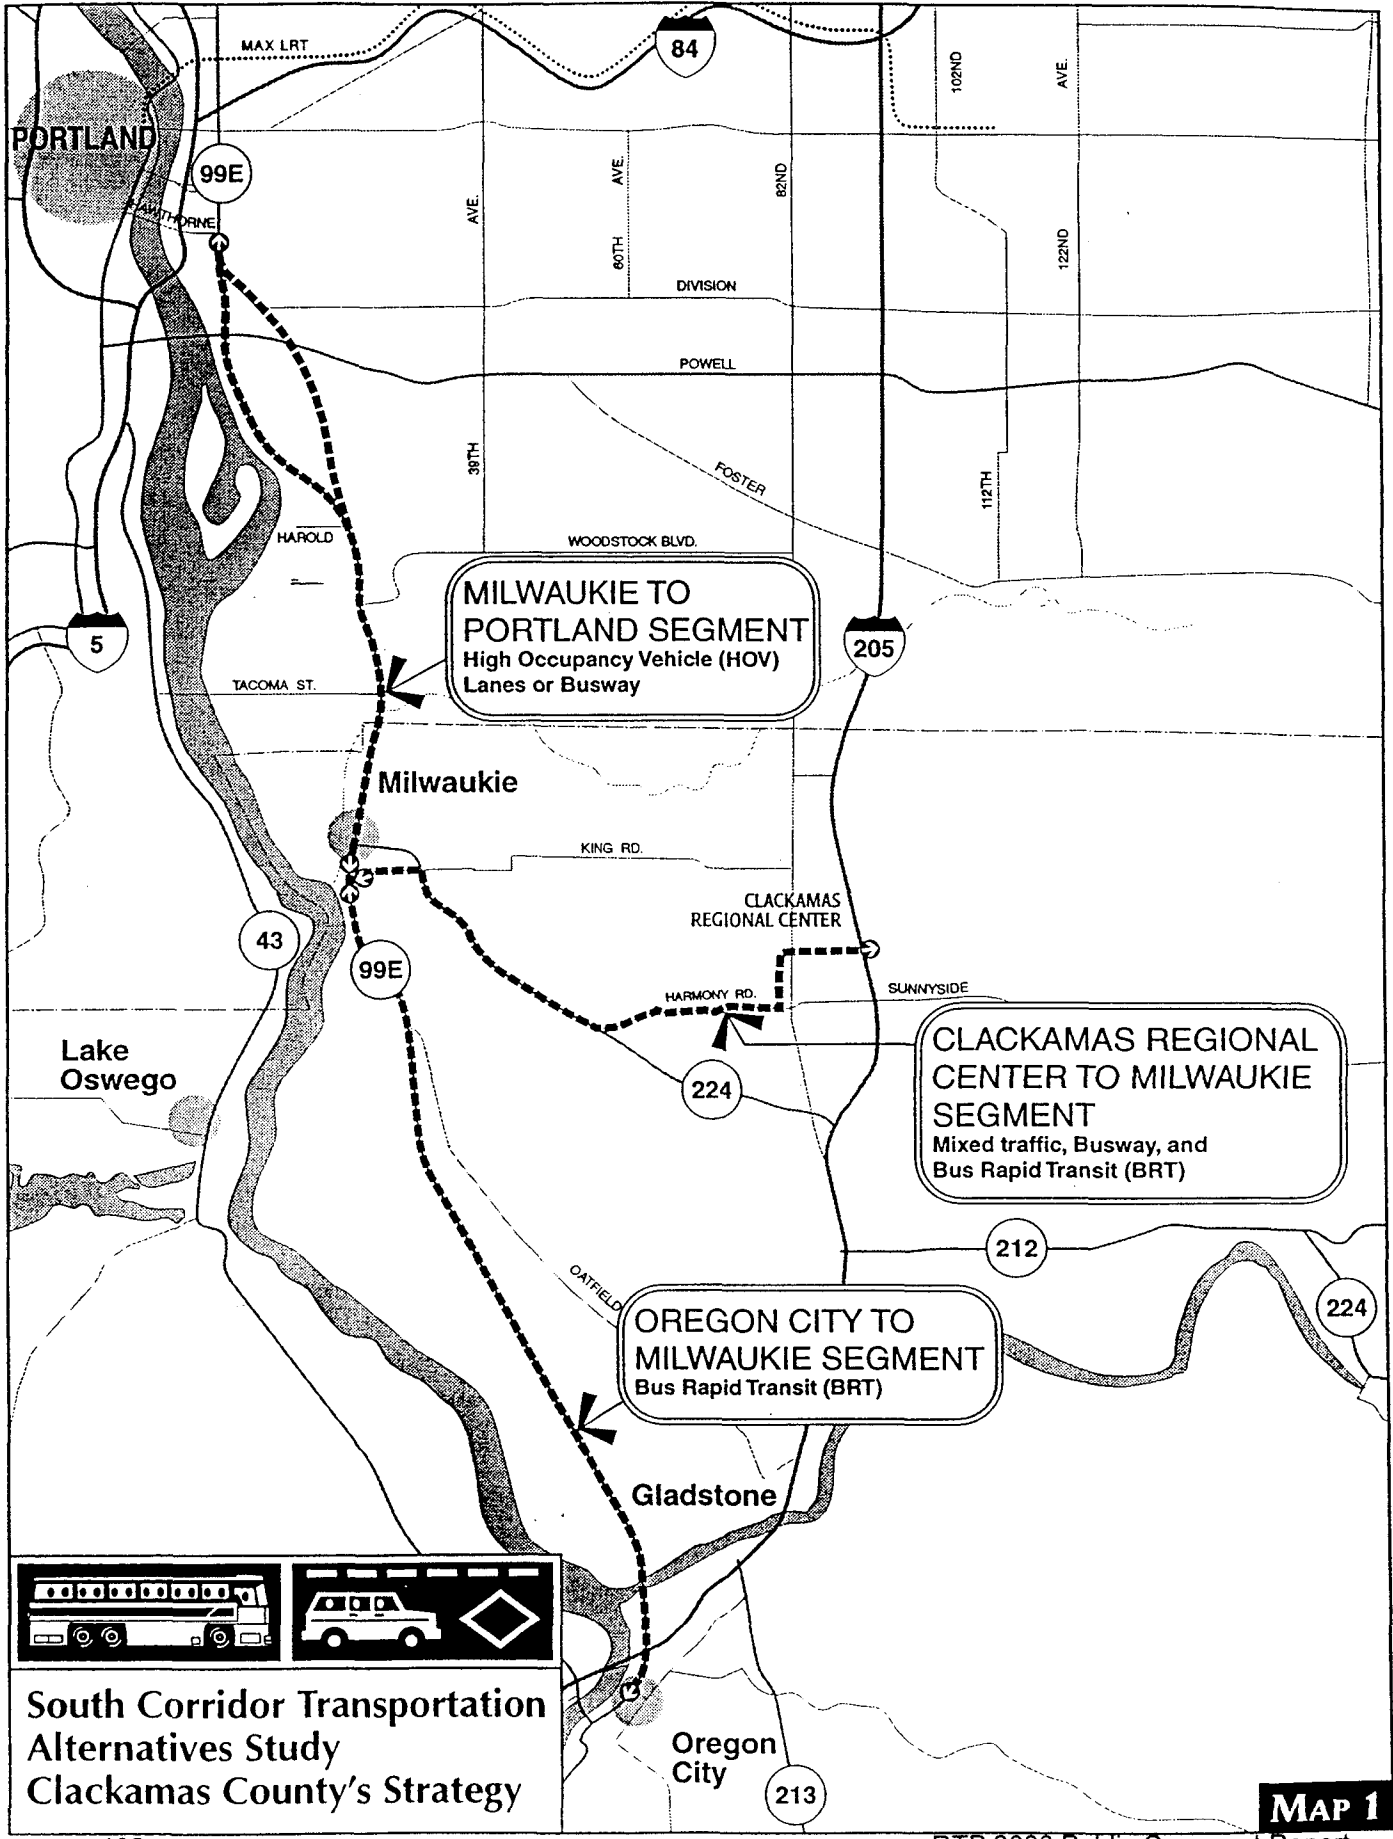 MAX LRT
84
102ND
AVE.
PORTLAND
99E
HAWTHORNE
AVE.
AVE.
60TH
82ND
122ND
DIVISION
POWELL
39TH
FOSTER
112TH
HAROLD
WOODSTOCK BLVD.
MILWAUKIE TO
PORTLAND SEGMENT
High Occupancy Vehicle (HOV)
Lanes or Busway
5
205
TACOMA ST.
Milwaukie
KING RD.
CLACKAMAS
REGIONAL CENTER
43
99E
HARMONY RD.
SUNNYSIDE
Lake
Oswego
224
CLACKAMAS REGIONAL
CENTER TO MILWAUKIE
SEGMENT
Mixed traffic, Busway, and
Bus Rapid Transit (BRT)
212
224
OATFIELD
OREGON CITY TO
MILWAUKIE SEGMENT
Bus Rapid Transit (BRT)
Gladstone
South Corridor Transportation
Alternatives Study
Clackamas County's Strategy
Oregon
City
213
MAP 1